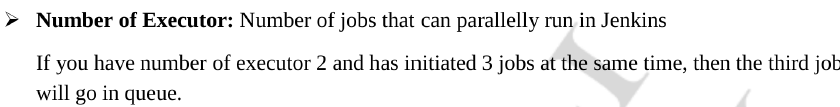 ➢ Number of Executor: Number of jobs that can parallelly run in Jenkins
If you have number of executor 2 and has initiated 3 jobs at the same time, then the third job
will go in queue.